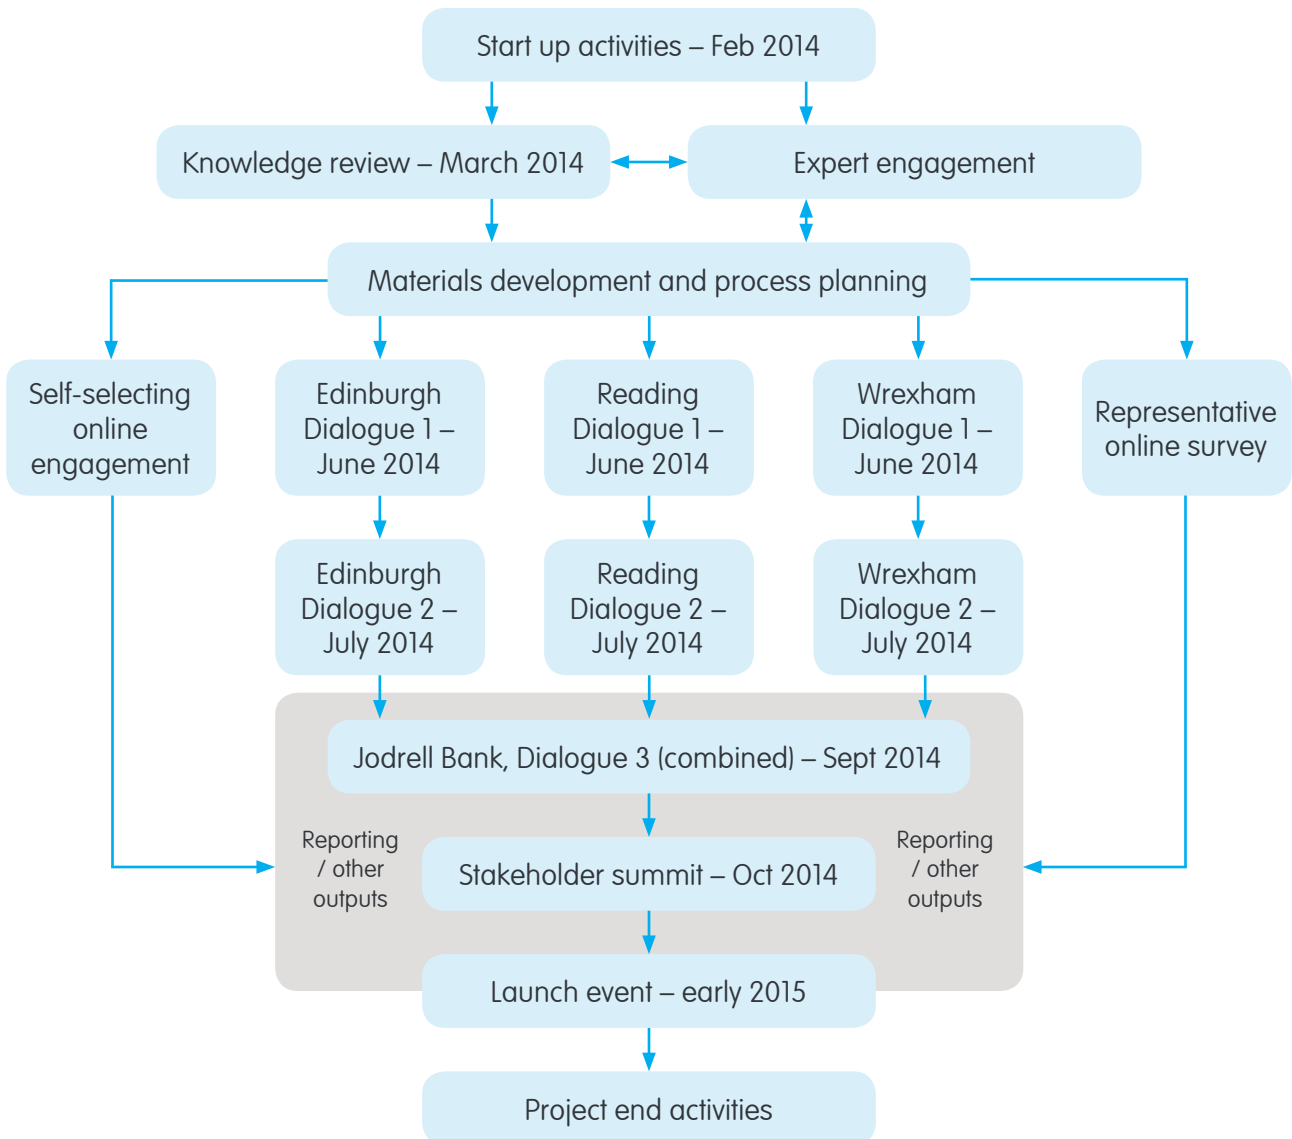 Start up activities – Feb 2014
Knowledge review – March 2014
Expert engagement
Materials development and process planning
Self-selecting
online
engagement
Edinburgh
Dialogue 1 –
June 2014
Reading
Dialogue 1 –
June 2014
Wrexham
Dialogue 1 –
June 2014
Representative
online survey
Edinburgh
Dialogue 2 –
July 2014
Reading
Dialogue 2 –
July 2014
Wrexham
Dialogue 2 –
July 2014
Jodrell Bank, Dialogue 3 (combined) – Sept 2014
Reporting
/ other
outputs
Stakeholder summit – Oct 2014
Reporting
/ other
outputs
Launch event – early 2015
Project end activities